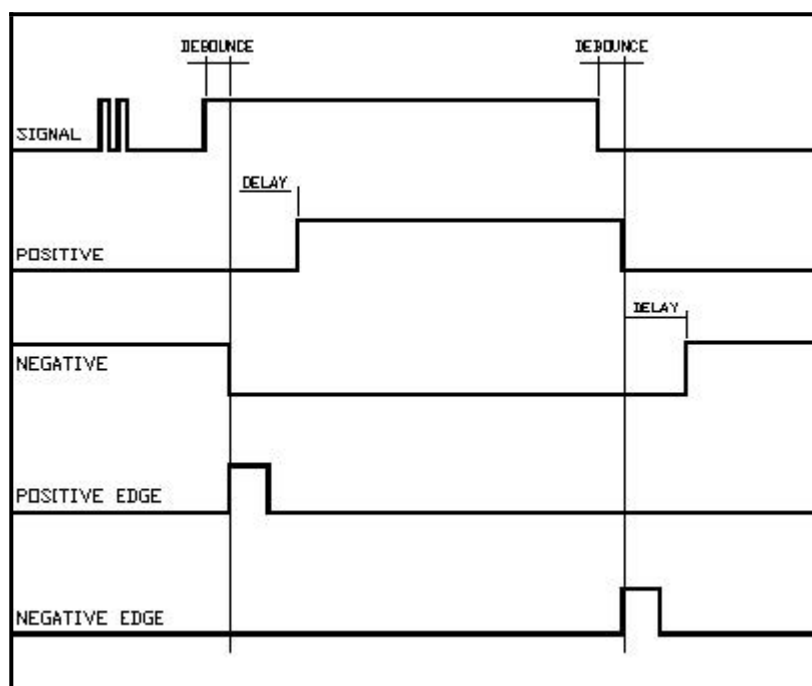 DEBOUNCE
DEBOUNCE
SIGNAL
DELAY
POSITIVE
DELAY
NEGATIVE
POSITIVE EDGE
NEGATIVE EDGE